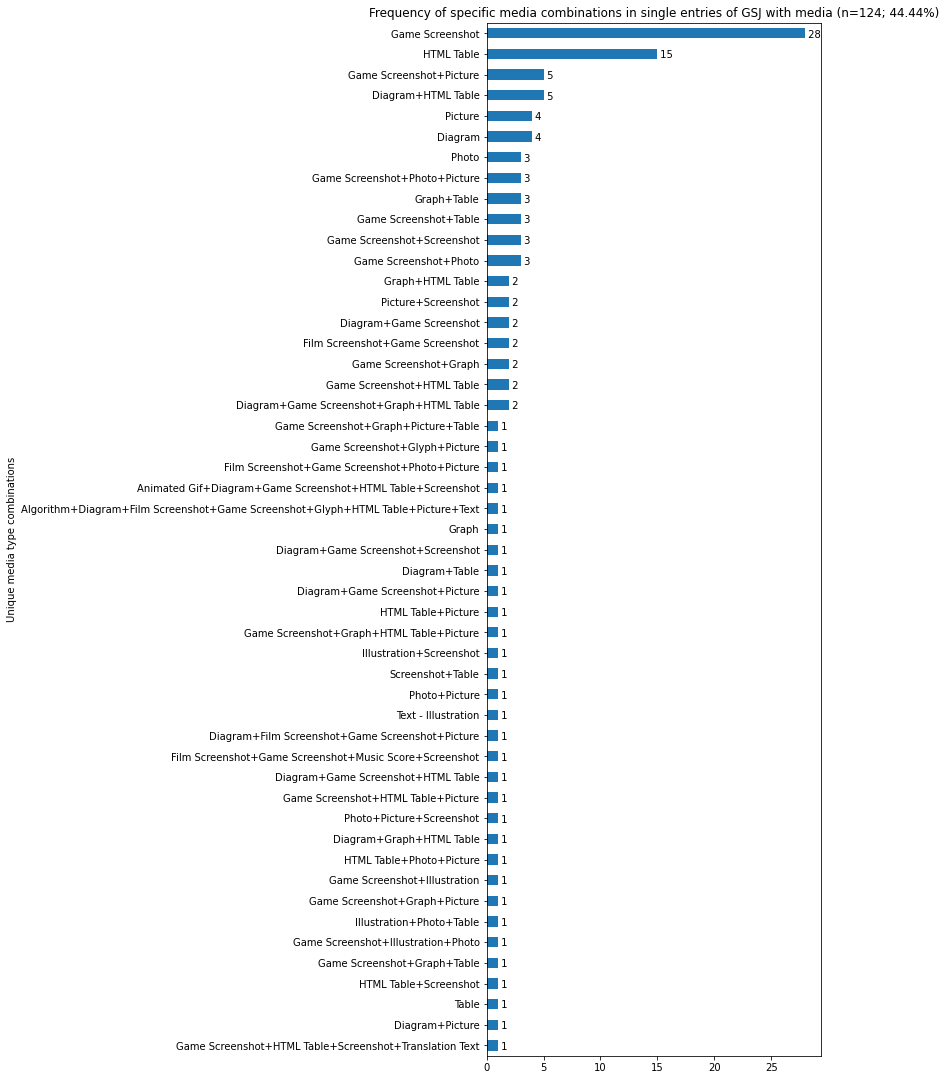 Frequency of specific media combinations in single entries of GSJ with media (n=124; 44.44%)
Game Screenshot 28
HTML Table 15
Game Screenshot+Picture 5
Diagram+HTML Table 5
Picture 4
Diagram 4
Photo 3
Game Screenshot+Photo+Picture 3
Graph+Table 3
Game Screenshot+Table 3
Game Screenshot+Screenshot 3
Game Screenshot+Photo 3
Graph+HTML Table 2
Picture+Screenshot 2
Diagram+Game Screenshot 2
Film Screenshot+Game Screenshot 2
Game Screenshot+Graph 2
Game Screenshot+HTML Table 2
Diagram+Game Screenshot+Graph+HTML Table 2
Game Screenshot+Graph+Picture+Table 1
Game Screenshot+Glyph+Picture 1
Film Screenshot+Game Screenshot+Photo+Picture 1
Animated Gif+Diagram+Game Screenshot+HTML Table+Screenshot 1
Algorithm+Diagram+Film Screenshot+Game Screenshot+Glyph+HTML Table+Picture+Text 1
Graph 1
Diagram+Game Screenshot+Screenshot 1
Diagram+Table 1
Diagram+Game Screenshot+Picture 1
HTML Table+Picture 1
Game Screenshot+Graph+HTML Table+Picture 1
Illustration+Screenshot 1
Screenshot+Table 1
Photo+Picture 1
Text - Illustration 1
Diagram+Film Screenshot+Game Screenshot+Picture 1
Film Screenshot+Game Screenshot+Music Score+Screenshot 1
Diagram+Game Screenshot+HTML Table 1
Game Screenshot+HTML Table+Picture 1
Photo+Picture+Screenshot 1
Diagram+Graph+HTML Table 1
HTML Table+Photo+Picture 1
Game Screenshot+Illustration 1
Game Screenshot+Graph+Picture 1
Illustration+Photo+Table 1
Game Screenshot+Illustration+Photo 1
Game Screenshot+Graph+Table 1
HTML Table+Screenshot 1
Table 1
Diagram+Picture 1
Game Screenshot+HTML Table+Screenshot+Translation Text 1
0 5 10 15 20 25
Unique media type combinations